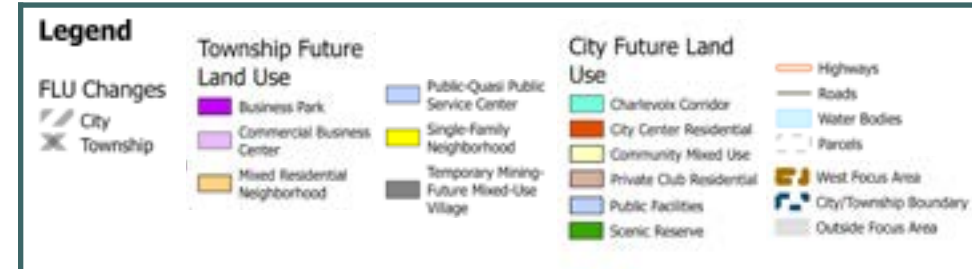 Legend
FLU Changes
City
Township
Township Future
Land Use
Business Park
Commercial Business
Center
Mixed Residential
Neighborhood
Public-Quasi Public
Service Center
Single-Family
Neighborhood
Temporary Mining-
Future Mixed-Use
Village
City Future Land
Use
Charlevoix Corridor
City Center Residential
Community Mixed Use
Private Club Residential
Public Facilities
Scenic Reserve
Highways
Roads
Water Bodies
Parcels
West Focus Area
City/Township Boundary
Outside Focus Area